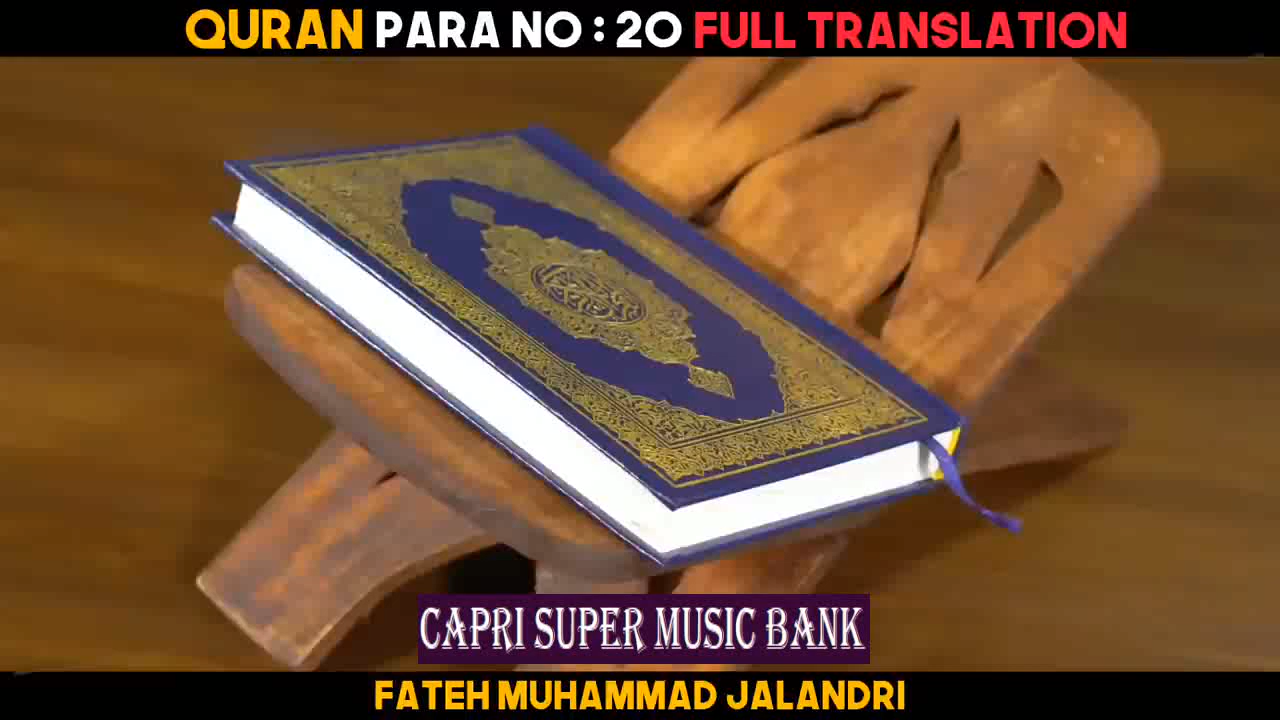 QURAN PARA NO : 20 FULL TRANSLATION
CAPRI SUPER MUSIC BANK
FATEH MUHAMMAD JALANDRI